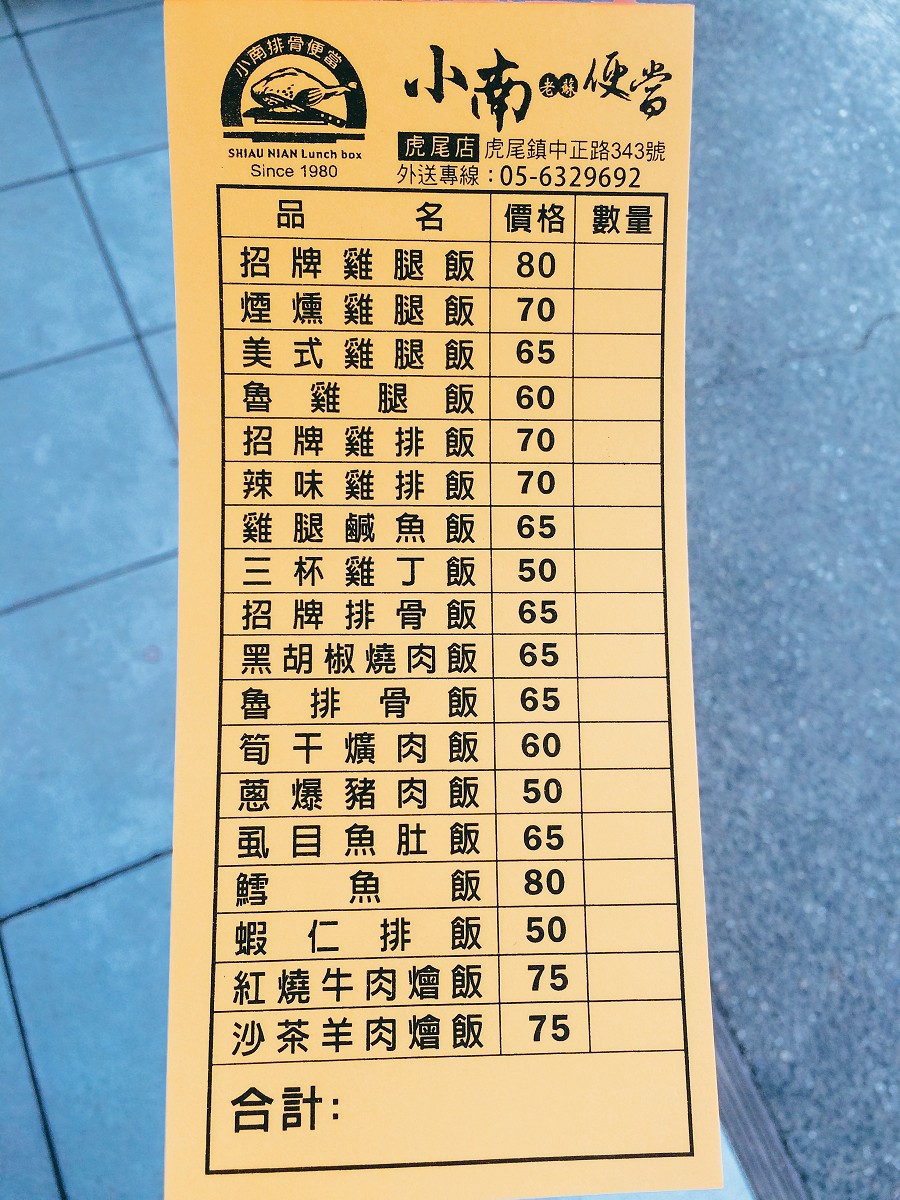 小南排骨便當
SHIAU NIAN Lunch box
Since 1980
小南老蘇便當
虎尾店 虎尾鎮中正路343號
外送專線：05-6329692
品名 價格 數量
招牌雞腿飯 80
煙燻雞腿飯 70
美式雞腿飯 65
魯雞腿飯 60
招牌雞排飯 70
辣味雞排飯 70
雞腿鹹魚飯 65
三杯雞丁飯 50
招牌排骨飯 65
黑胡椒燒肉飯 65
魯排骨飯 65
筍干爌肉飯 60
蔥爆豬肉飯 50
虱目魚肚飯 65
鱈魚飯 80
蝦仁排飯 50
紅燒牛肉燴飯 75
沙茶羊肉燴飯 75
合計：